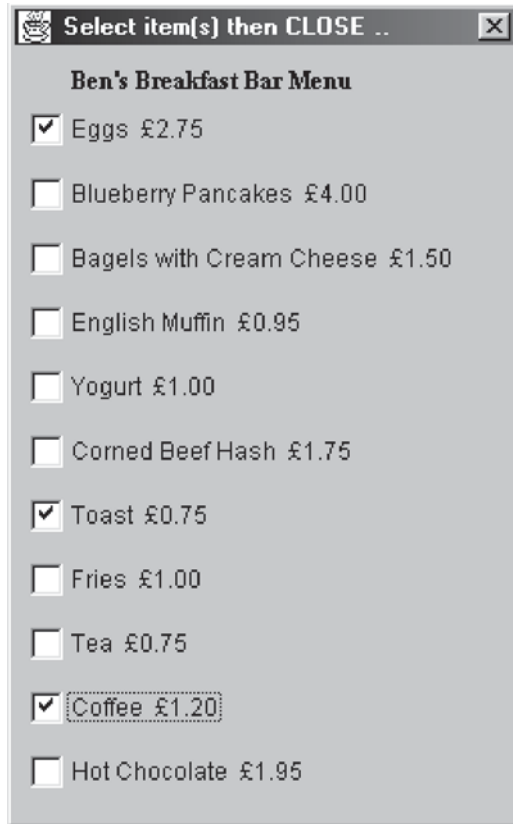 Select item(s) then CLOSE ..
Ben's Breakfast Bar Menu
Eggs £2.75
Blueberry Pancakes £4.00
Bagels with Cream Cheese £1.50
English Muffin £0.95
Yogurt £1.00
Corned Beef Hash £1.75
Toast £0.75
Fries £1.00
Tea £0.75
Coffee £1.20
Hot Chocolate £1.95